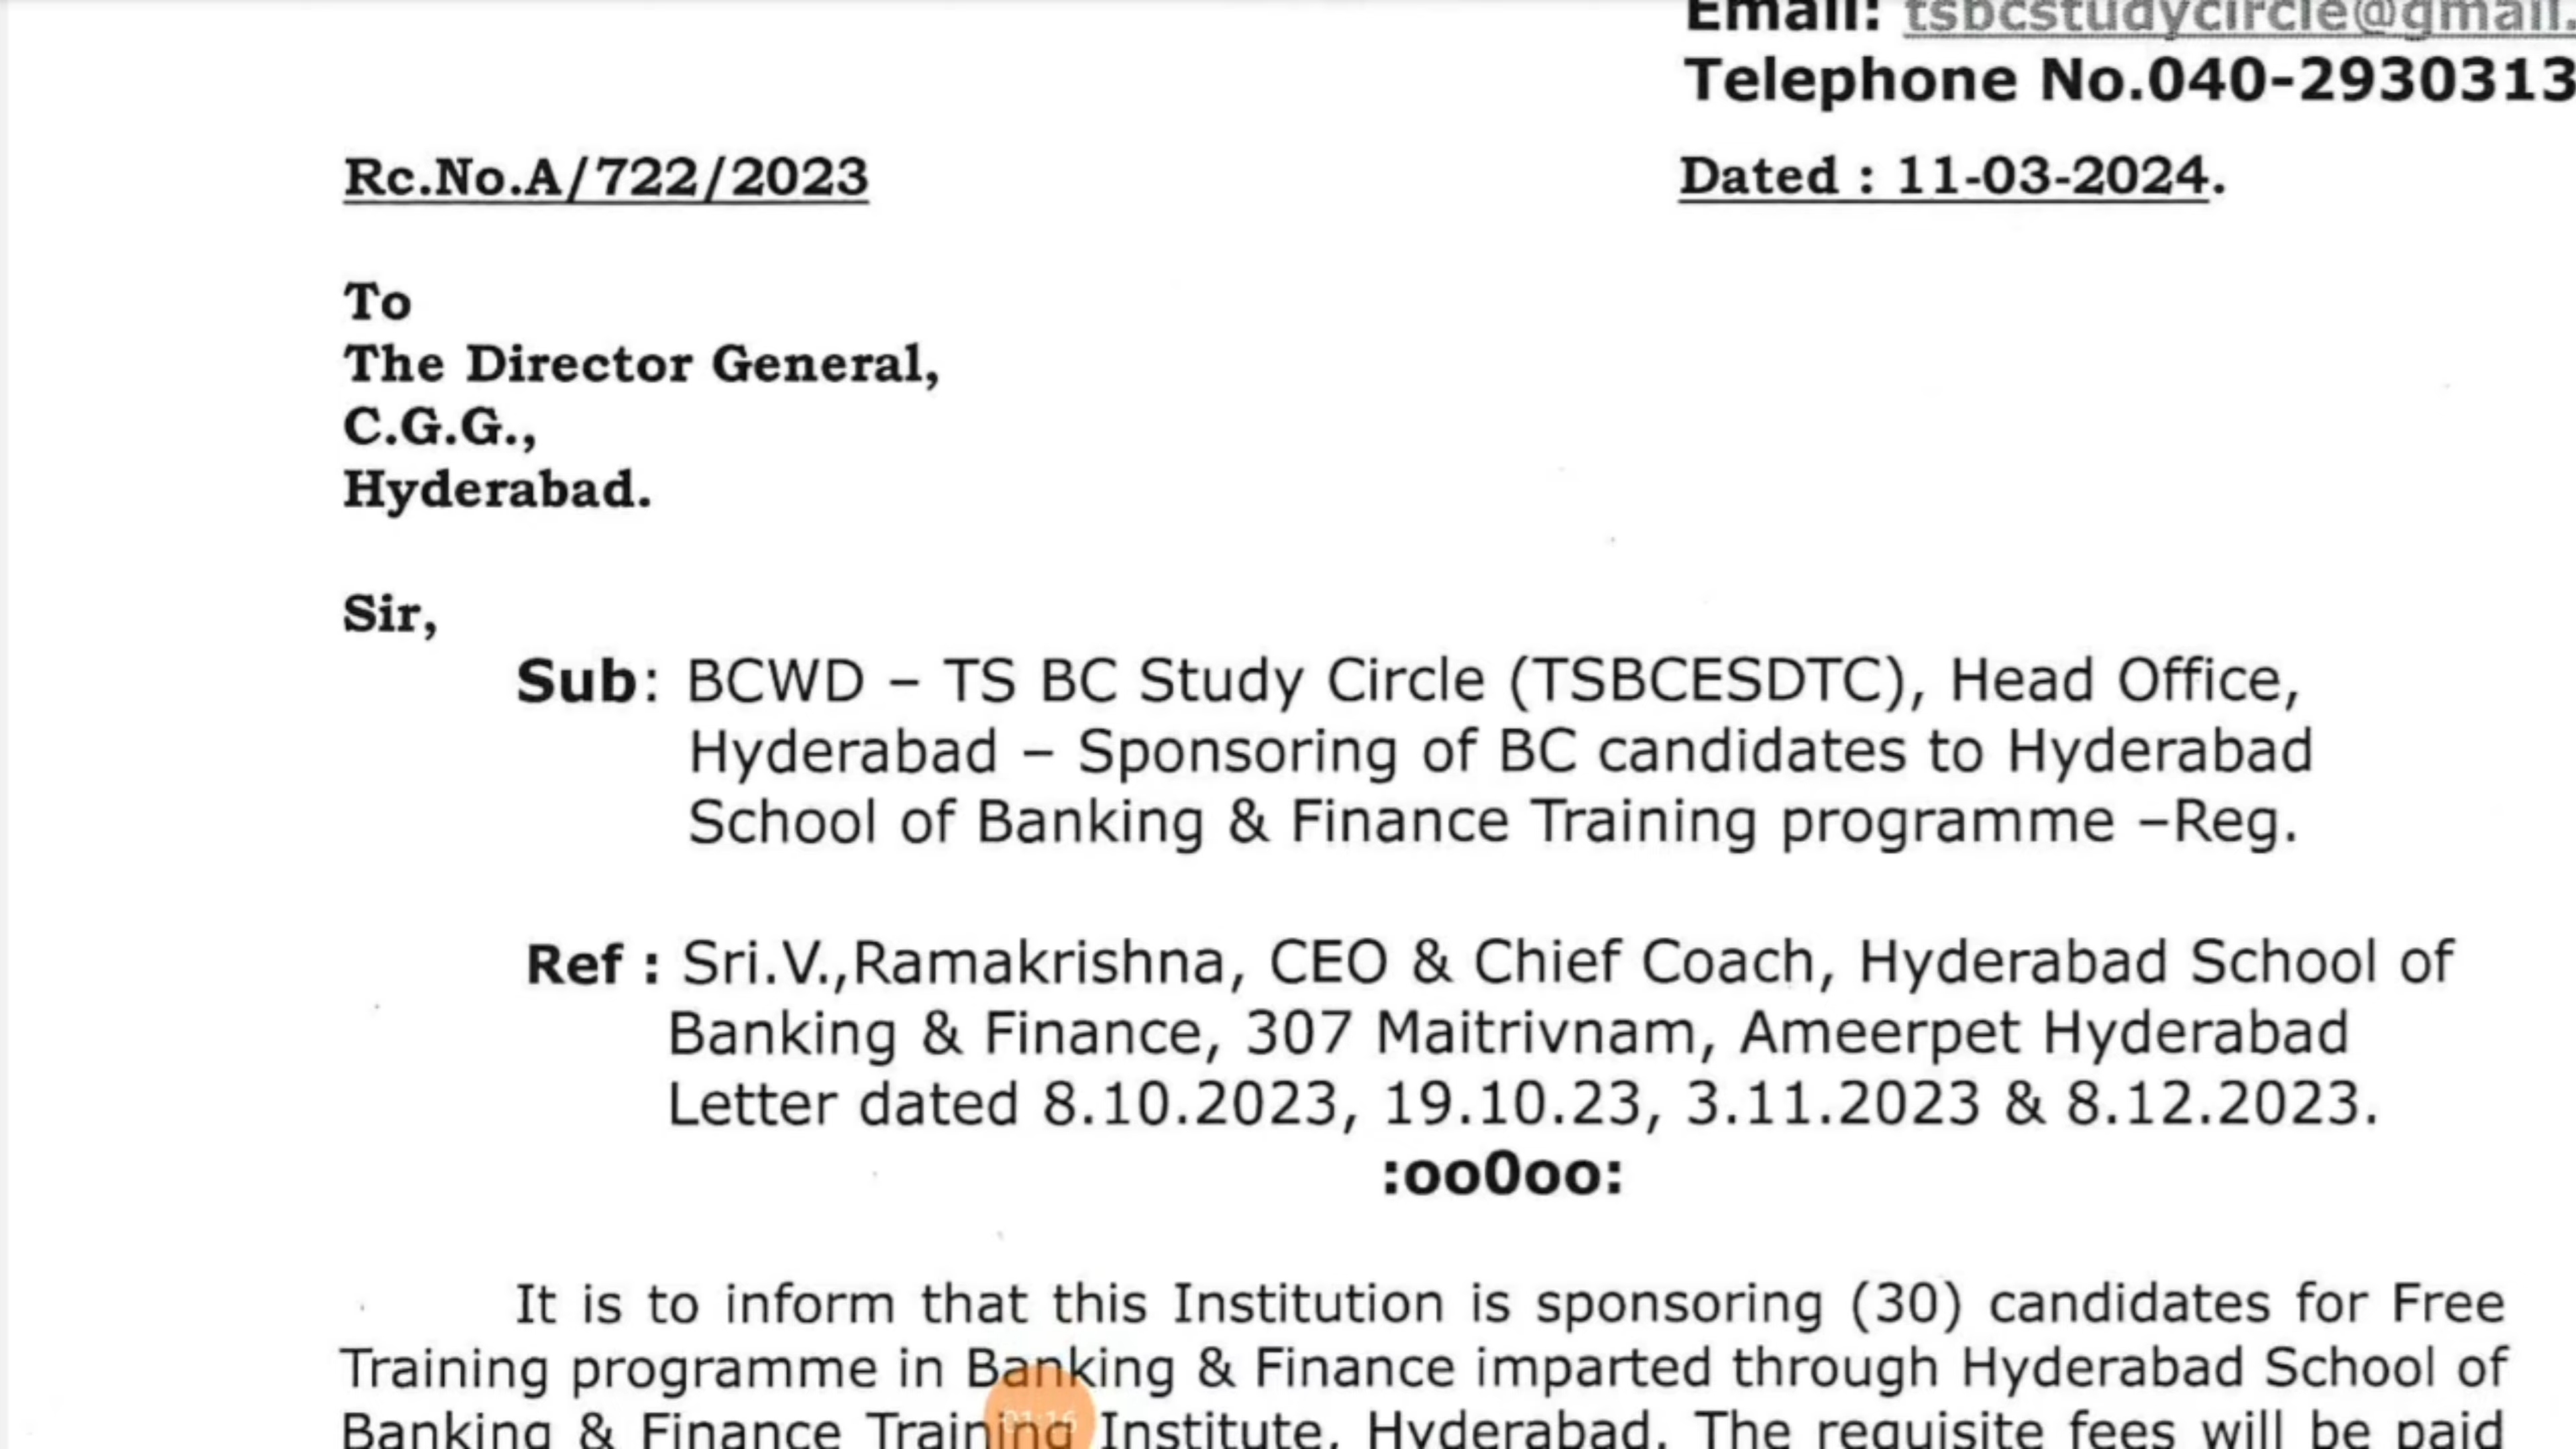 Email: tsbcstudycircle@gmail.
Telephone No.040-2930313
Rc.No.A/722/2023
Dated : 11-03-2024.
To
The Director General,
C.G.G.,
Hyderabad.
Sir,
Sub: BCWD – TS BC Study Circle (TSBCESDTC), Head Office,
Hyderabad – Sponsoring of BC candidates to Hyderabad
School of Banking & Finance Training programme –Reg.
Ref : Sri.V.,Ramakrishna, CEO & Chief Coach, Hyderabad School of
Banking & Finance, 307 Maitrivnam, Ameerpet Hyderabad
Letter dated 8.10.2023, 19.10.23, 3.11.2023 & 8.12.2023.
:oo0oo:
It is to inform that this Institution is sponsoring (30) candidates for Free
Training programme in Banking & Finance imparted through Hyderabad School of
Banking & Finance Training Institute, Hyderabad. The requisite fees will be paid
01:16